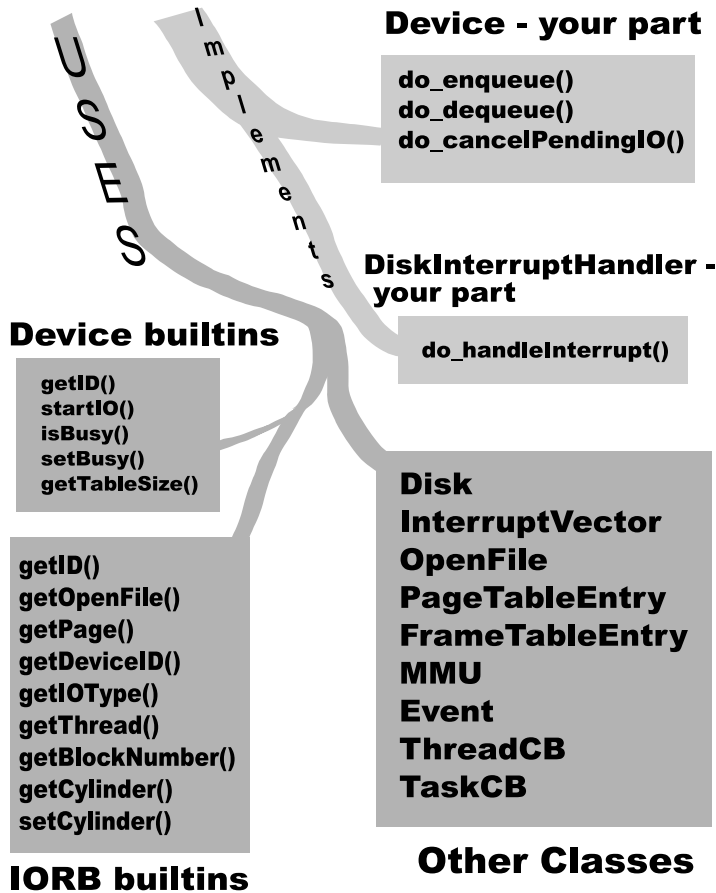 USES
Implements
Device - your part
do_enqueue()
do_dequeue()
do_cancelPendingIO()
DiskInterruptHandler -
your part
do_handleInterrupt()
Device builtins
getID()
startIO()
isBusy()
setBusy()
getTableSize()
getID()
getOpenFile()
getPage()
getDeviceID()
getIOType()
getThread()
getBlockNumber()
getCylinder()
setCylinder()
IORB builtins
Disk
InterruptVector
OpenFile
PageTableEntry
FrameTableEntry
MMU
Event
ThreadCB
TaskCB
Other Classes